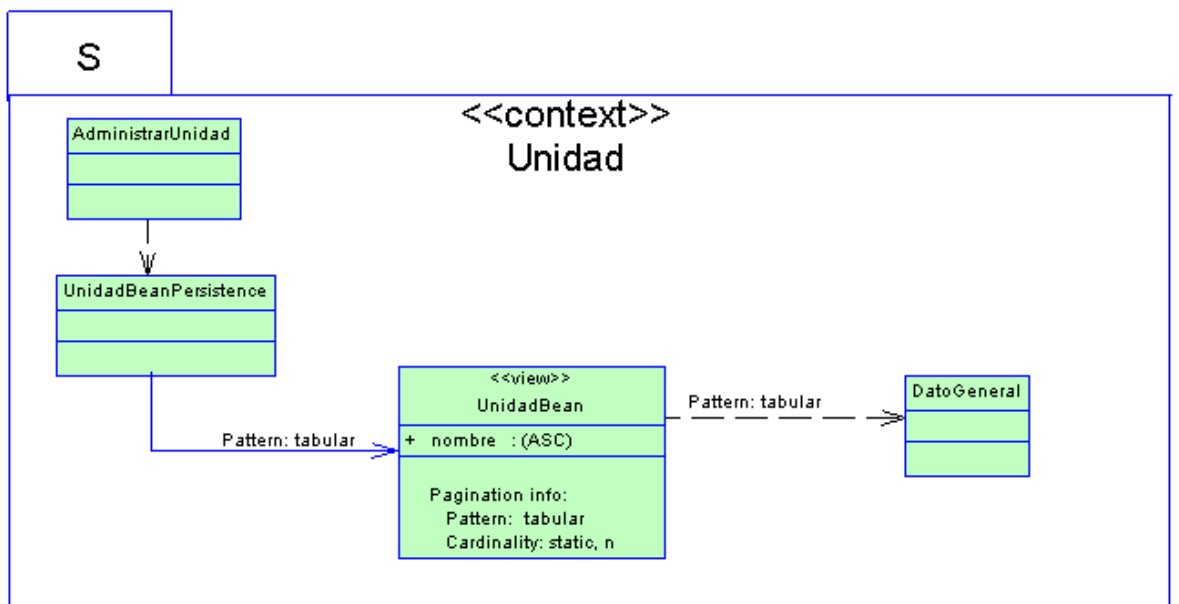 S
<<context>>
Unidad
AdministrarUnidad
UnidadBeanPersistence
Pattern: tabular
<<view>>
UnidadBean
+ nombre : (ASC)
Pagination info:
Pattern: tabular
Cardinality: static, n
Pattern: tabular
DatoGeneral